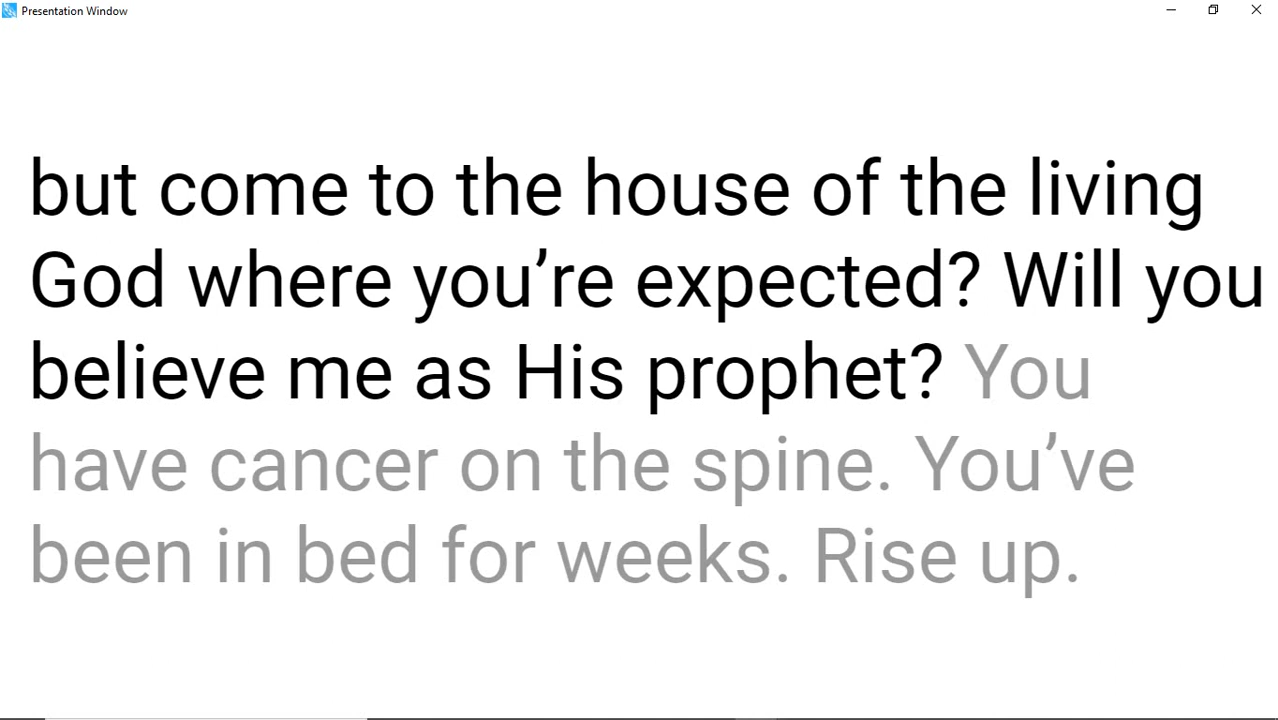 Presentation Window
but come to the house of the living
God where you’re expected? Will you
believe me as His prophet? You
have cancer on the spine. You’ve
been in bed for weeks. Rise up.